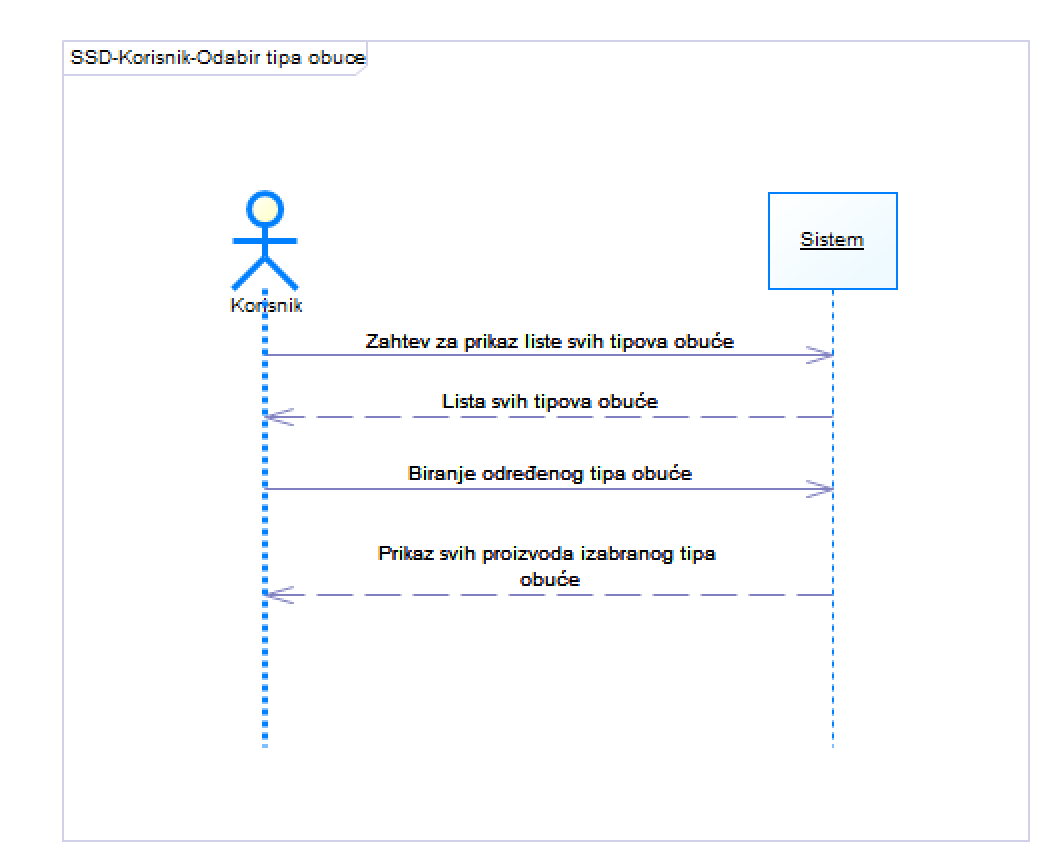 SSD-Korisnik-Odabir tipa obuce
Sistem
Korisnik
Zahtev za prikaz liste svih tipova obuće
Lista svih tipova obuće
Biranje određenog tipa obuće
Prikaz svih proizvoda izabranog tipa
obuće